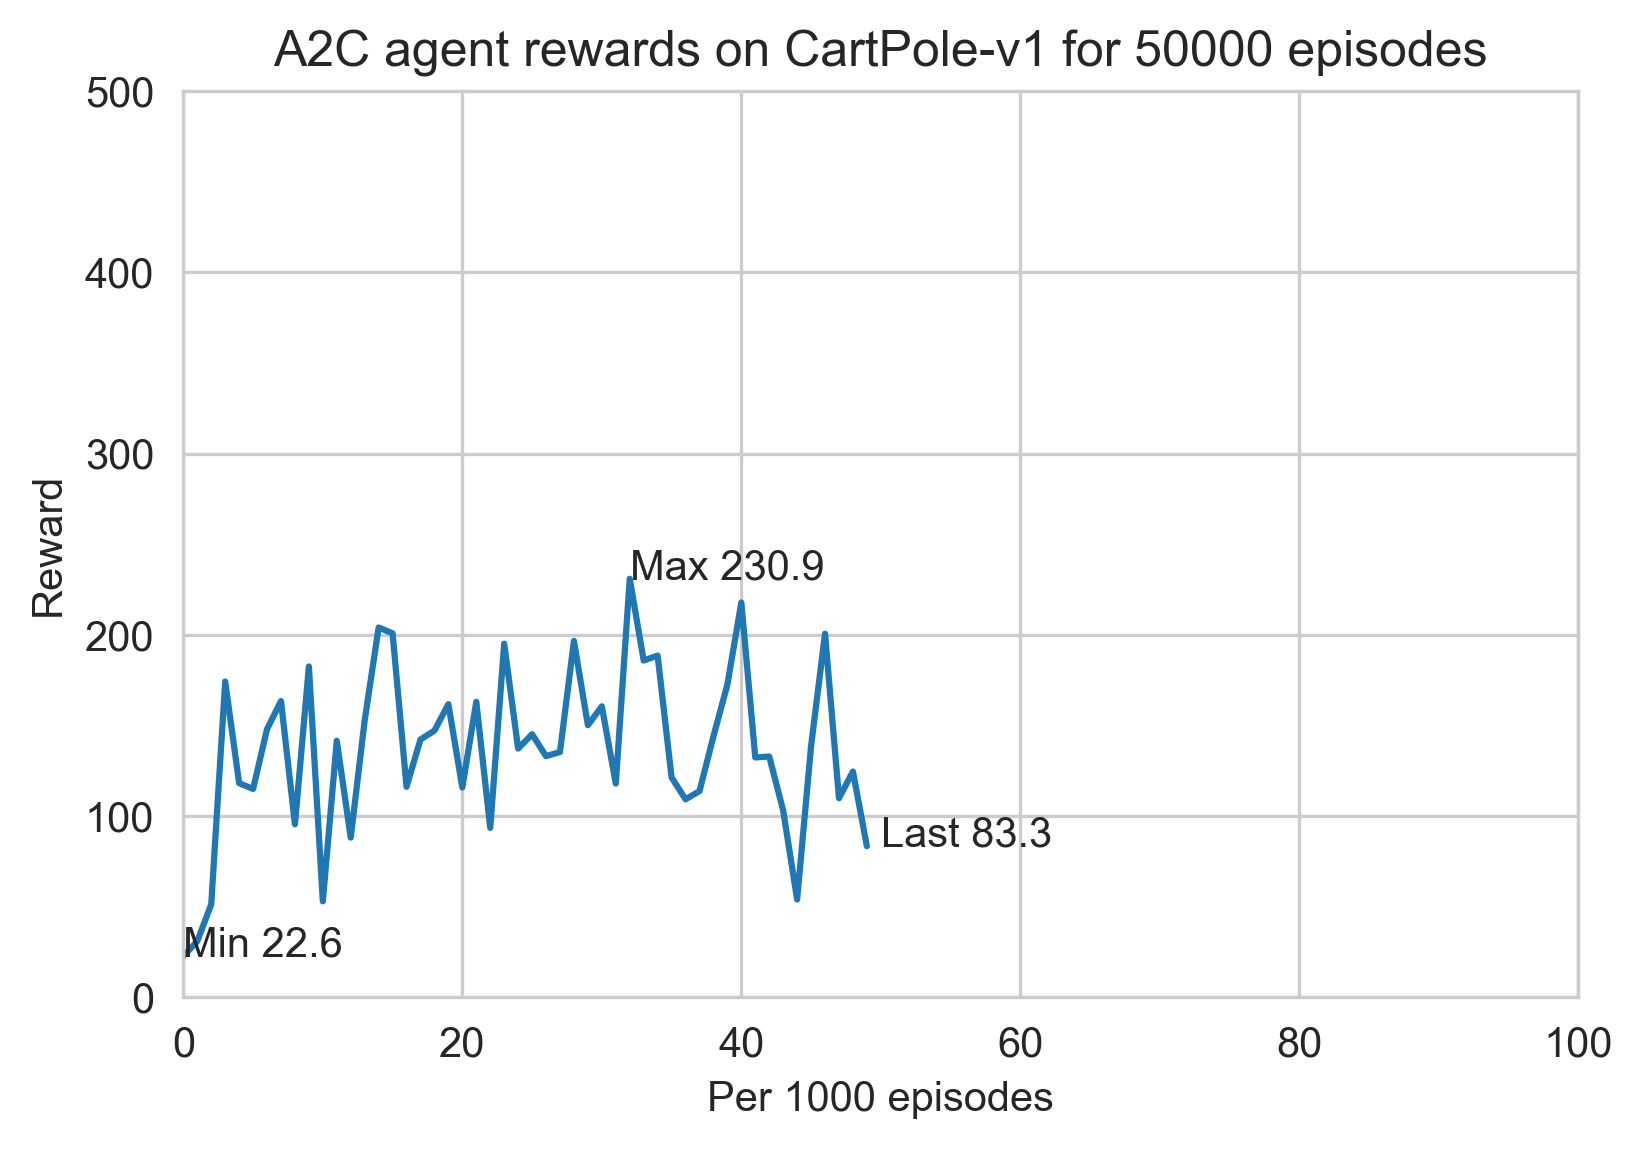 A2C agent rewards on CartPole-v1 for 50000 episodes
500
400
300
200
100
0
Reward
Max 230.9
Last 83.3
Min 22.6
0 20 40 60 80 100
Per 1000 episodes